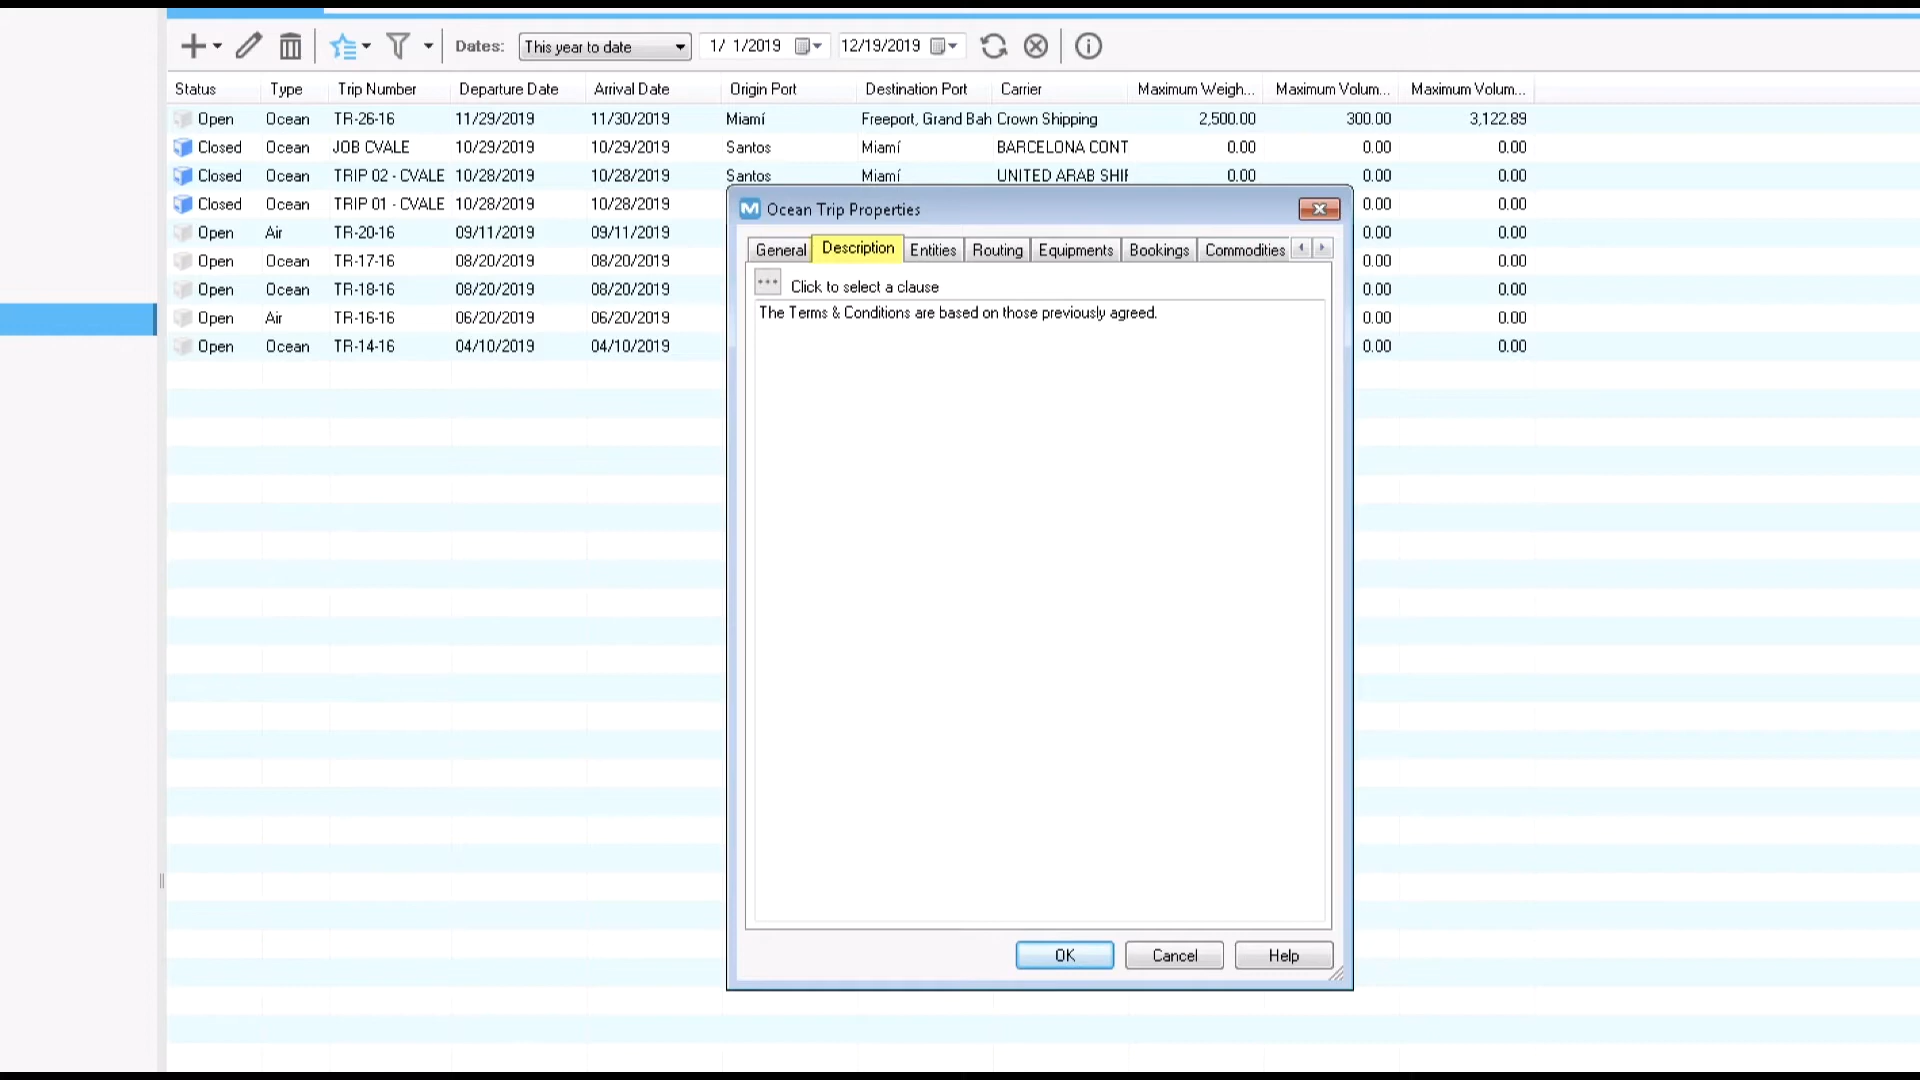 Dates: This year to date 1/ 1/2019 12/19/2019
Status Type Trip Number Departure Date Arrival Date Origin Port Destination Port Carrier Maximum Weigh... Maximum Volum... Maximum Volum...
Open Ocean TR-26-16 11/29/2019 11/30/2019 Miamí Freeport, Grand Bah Crown Shipping 2,500.00 300.00 3,122.89
Closed Ocean JOB CVALE 10/29/2019 10/29/2019 Santos Miamí BARCELONA CONT 0.00 0.00 0.00
Closed Ocean TRIP 02 - CVALE 10/28/2019 10/28/2019 Santos Miamí UNITED ARAB SHIF 0.00 0.00 0.00
Closed Ocean TRIP 01 - CVALE 10/28/2019 10/28/2019 0.00 0.00
Open Air TR-20-16 09/11/2019 09/11/2019 0.00 0.00
Open Ocean TR-17-16 08/20/2019 08/20/2019 0.00 0.00
Open Ocean TR-18-16 08/20/2019 08/20/2019 0.00 0.00
Open Air TR-16-16 06/20/2019 06/20/2019 0.00 0.00
Open Ocean TR-14-16 04/10/2019 04/10/2019 0.00 0.00
Ocean Trip Properties
General Description Entities Routing Equipments Bookings Commodities
Click to select a clause
The Terms & Conditions are based on those previously agreed.
OK Cancel Help